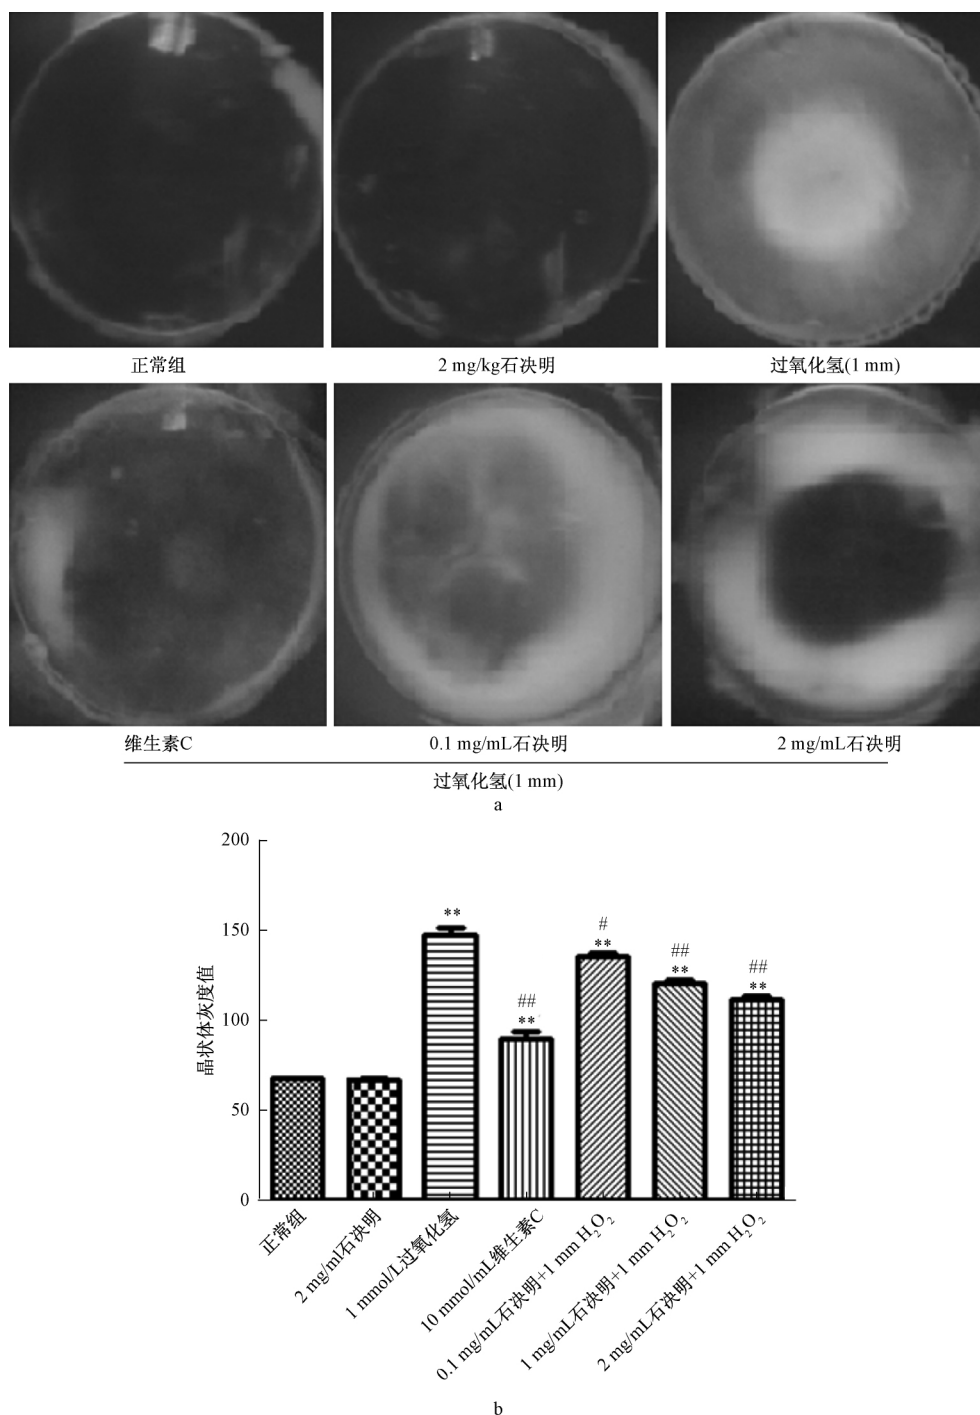 正常组
2 mg/kg石决明
过氧化氢(1 mm)
维生素C
0.1 mg/mL石决明
2 mg/mL石决明
过氧化氢(1 mm)
a
200
150
100
50
0
晶状体灰度值
**
##
**
#
**
##
**
##
**
正常组
2 mg/ml石决明
1 mmol/L过氧化氢
10 mmol/mL维生素C
0.1 mg/mL石决明+1 mm H₂O₂
1 mg/mL石决明+1 mm H₂O₂
2 mg/mL石决明+1 mm H₂O₂
b